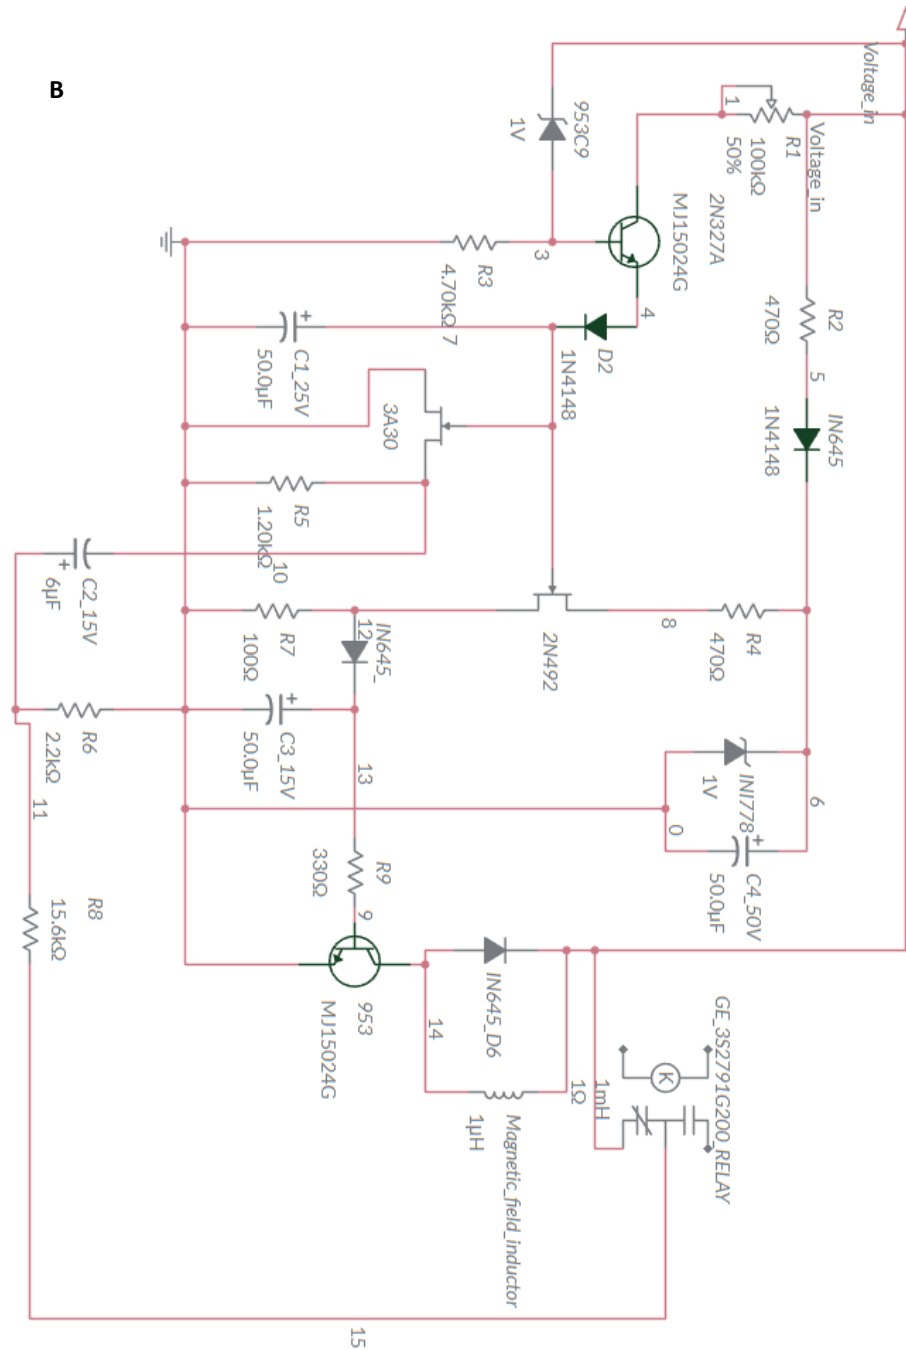 B
Voltage_in
1
R1
100kΩ
50%
Voltage_in
953C9
1V
2N327A
MJ15024G
3
R3
4.70kΩ
4
R2
470Ω
5
7
D2
1N4148
C1_25V
50.0µF
+
3A30
IN645
1N4148
R5
1.20kΩ
10
C2_15V
6µF
+
R7
100Ω
12
IN645_
2N492
8
R4
470Ω
R6
2.2kΩ
11
C3_15V
50.0µF
+
13
INI778
1V
6
0
C4_50V
50.0µF
+
R9
330Ω
9
R8
15.6kΩ
953
MJ15024G
14
IN645_D6
1Ω
1mH
GE_3S2791G200_RELAY
K
Magnetic_field_inductor
1µH
15